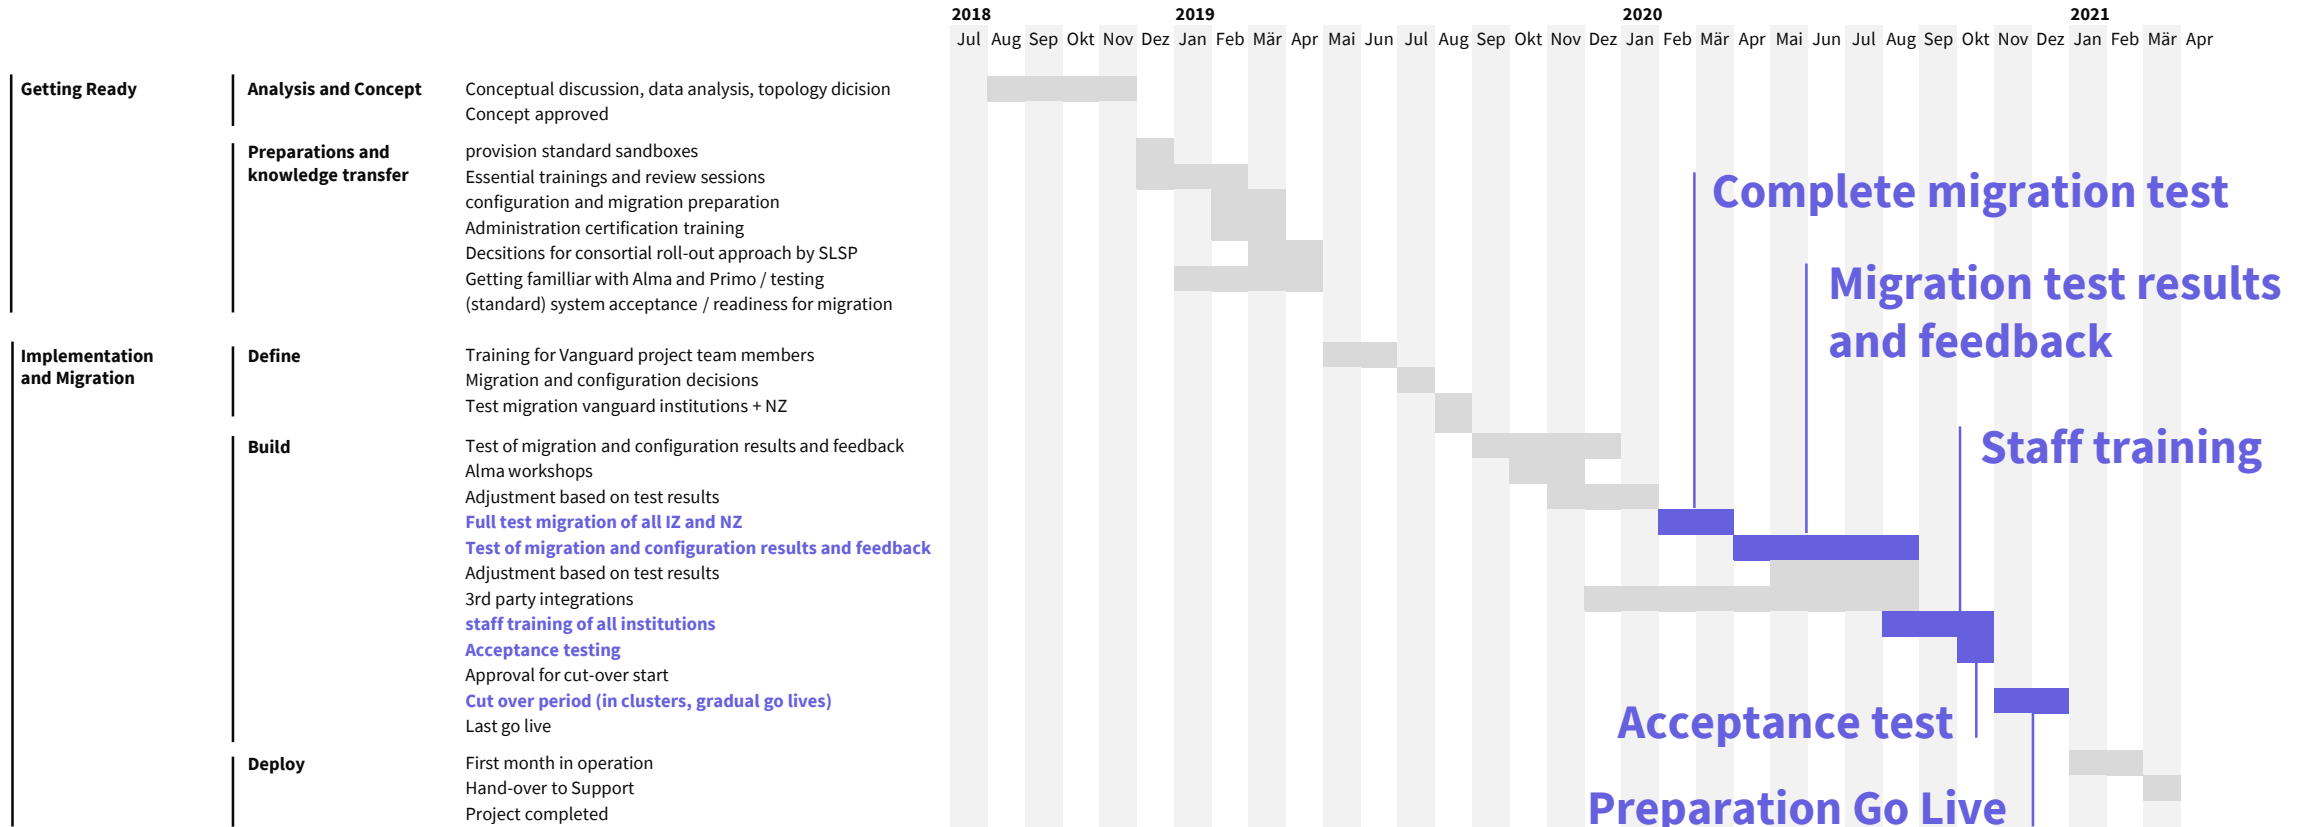 2018 2019 2020 2021
Jul Aug Sep Okt Nov Dez Jan Feb Mär Apr Mai Jun Jul Aug Sep Okt Nov Dez Jan Feb Mär Apr Mai Jun Jul Aug Sep Okt Nov Dez Jan Feb Mär Apr
Getting Ready
Analysis and Concept
Conceptual discussion, data analysis, topology dicision
Concept approved
Preparations and
knowledge transfer
provision standard sandboxes
Essential trainings and review sessions
configuration and migration preparation
Administration certification training
Decsitions for consortial roll-out approach by SLSP
Getting familliar with Alma and Primo / testing
(standard) system acceptance / readiness for migration
Implementation
and Migration
Define
Training for Vanguard project team members
Migration and configuration decisions
Test migration vanguard institutions + NZ
Build
Test of migration and configuration results and feedback
Alma workshops
Adjustment based on test results
Full test migration of all IZ and NZ
Test of migration and configuration results and feedback
Adjustment based on test results
3rd party integrations
staff training of all institutions
Acceptance testing
Approval for cut-over start
Cut over period (in clusters, gradual go lives)
Last go live
Deploy
First month in operation
Hand-over to Support
Project completed
Complete migration test
Migration test results
and feedback
Staff training
Acceptance test
Preparation Go Live